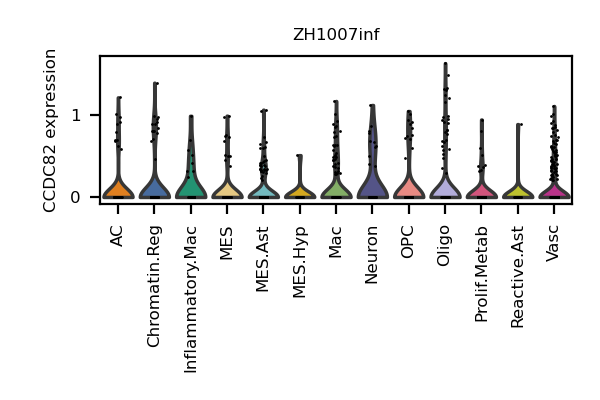 ZH1007inf
CCDC82 expression
1
0
AC
Chromatin.Reg
Inflammatory.Mac
MES
MES.Ast
MES.Hyp
Mac
Neuron
OPC
Oligo
Prolif.Metab
Reactive.Ast
Vasc